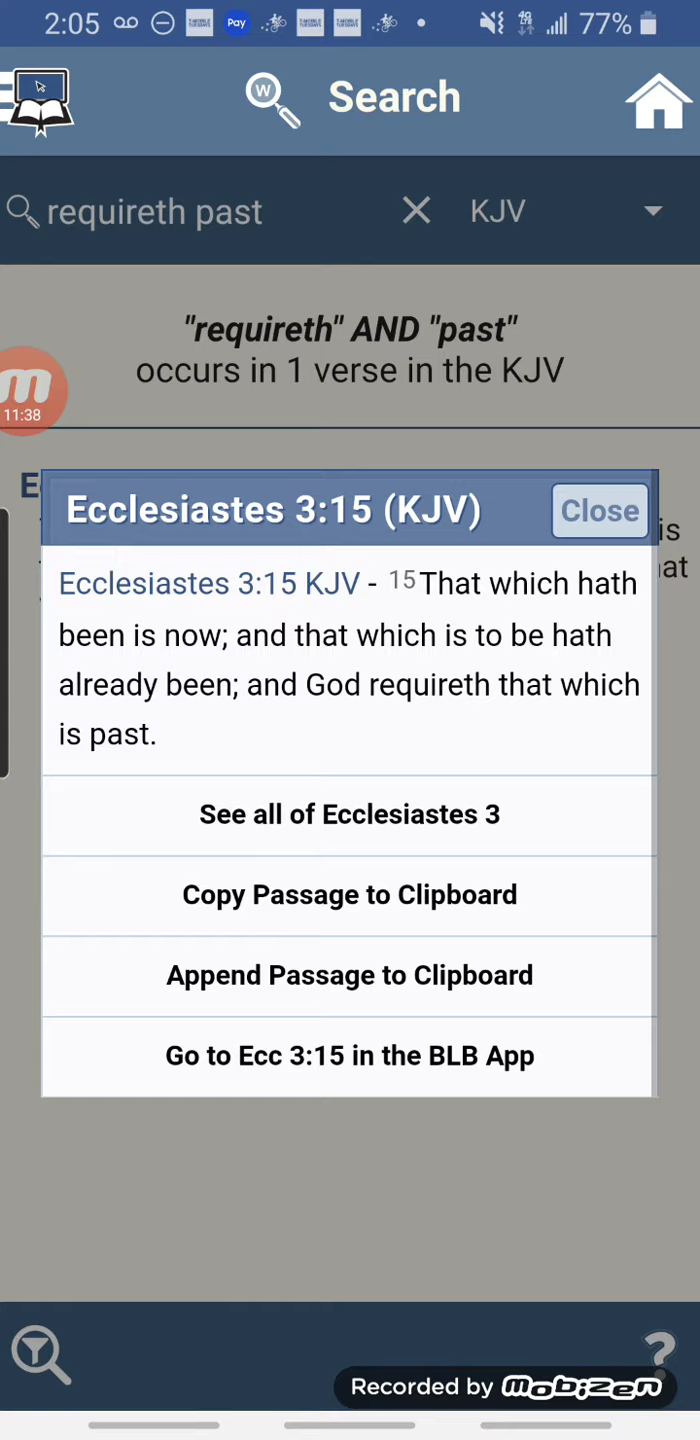 2:05 Pay 4G 77%
W Search
requireth past KJV
"requireth" AND "past"
occurs in 1 verse in the KJV
m
11:38
E
Ecclesiastes 3:15 (KJV) Close
is
at
Ecclesiastes 3:15 KJV - 15 That which hath
been is now; and that which is to be hath
already been; and God requireth that which
is past.
See all of Ecclesiastes 3
Copy Passage to Clipboard
Append Passage to Clipboard
Go to Ecc 3:15 in the BLB App
?
Recorded by mobizen